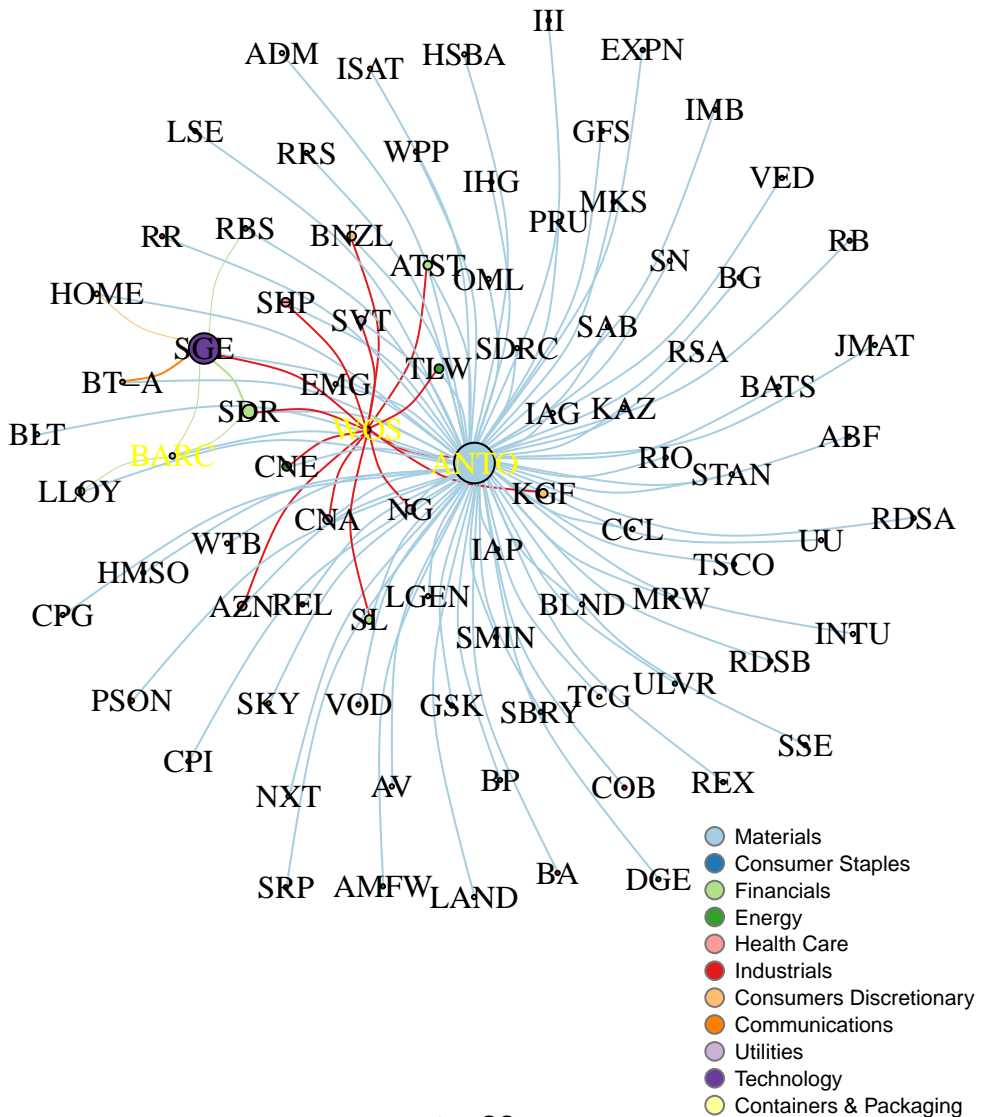 III
ADM
ISAT
HSBA
EXPN
IMB
LSE
RRS
WPP
GFS
IHG
VED
MKS
PRU
RR
RBS
BNZL
RB
ATST
OML
SN
BG
HOME
SHP
SVT
SAB
SGE
SDRC
RSA
JMAT
BT−A
EMG
TLW
BATS
BLT
SDR
IAG
KAZ
WOS
ABF
BARC
CNE
ANTO
RIO
STAN
LLOY
KGF
CNA
NG
CCL
RDSA
WTB
IAP
UU
HMSO
TSCO
CPG
AZN
REL
LGEN
BLND
MRW
SL
SMIN
INTU
RDSB
PSON
SKY
VOD
GSK
SBRY
TCG
ULVR
CPI
SSE
NXT
AV
BP
COB
REX
SRP
AMFW
LAND
BA
DGE
Materials
Consumer Staples
Financials
Energy
Health Care
Industrials
Consumers Discretionary
Communications
Utilities
Technology
Containers & Packaging